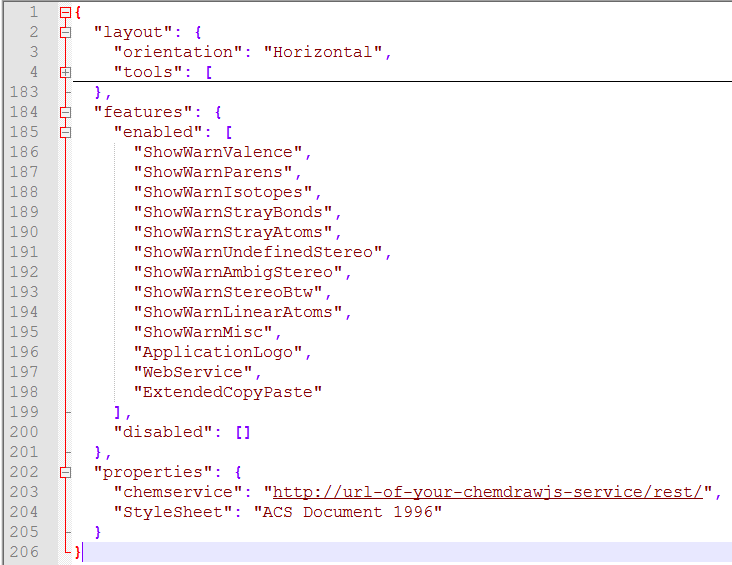 1 {
2 "layout": {
3 "orientation": "Horizontal",
4 "tools": [
183 },
184 "features": {
185 "enabled": [
186 "ShowWarnValence",
187 "ShowWarnParens",
188 "ShowWarnIsotopes",
189 "ShowWarnStrayBonds",
190 "ShowWarnStrayAtoms",
191 "ShowWarnUndefinedStereo",
192 "ShowWarnAmbigStereo",
193 "ShowWarnStereoBtw",
194 "ShowWarnLinearAtoms",
195 "ShowWarnMisc",
196 "ApplicationLogo",
197 "WebService",
198 "ExtendedCopyPaste"
199 ],
200 "disabled": []
201 },
202 "properties": {
203 "chemservice": "http://url-of-your-chemdrawjs-service/rest/",
204 "StyleSheet": "ACS Document 1996"
205 }
206 }